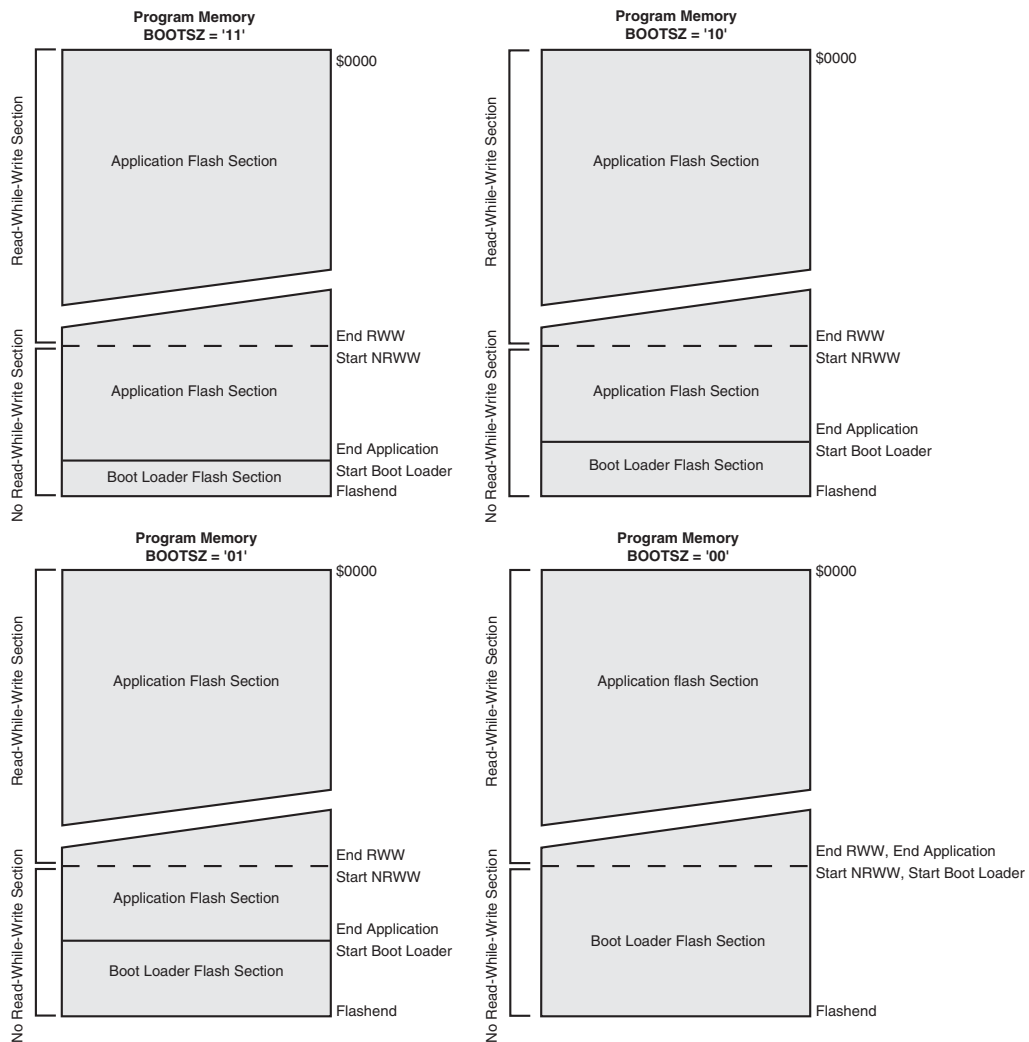 Program Memory
BOOTSZ = '11'
$0000
Read-While-Write Section
Application Flash Section
End RWW
Start NRWW
No Read-While-Write Section
Application Flash Section
End Application
Start Boot Loader
Boot Loader Flash Section
Flashend
Program Memory
BOOTSZ = '10'
$0000
Read-While-Write Section
Application Flash Section
End RWW
Start NRWW
No Read-While-Write Section
Application Flash Section
End Application
Start Boot Loader
Boot Loader Flash Section
Flashend
Program Memory
BOOTSZ = '01'
$0000
Read-While-Write Section
Application Flash Section
End RWW
Start NRWW
No Read-While-Write Section
Application Flash Section
End Application
Start Boot Loader
Boot Loader Flash Section
Flashend
Program Memory
BOOTSZ = '00'
$0000
Read-While-Write Section
Application flash Section
End RWW, End Application
Start NRWW, Start Boot Loader
No Read-While-Write Section
Boot Loader Flash Section
Flashend